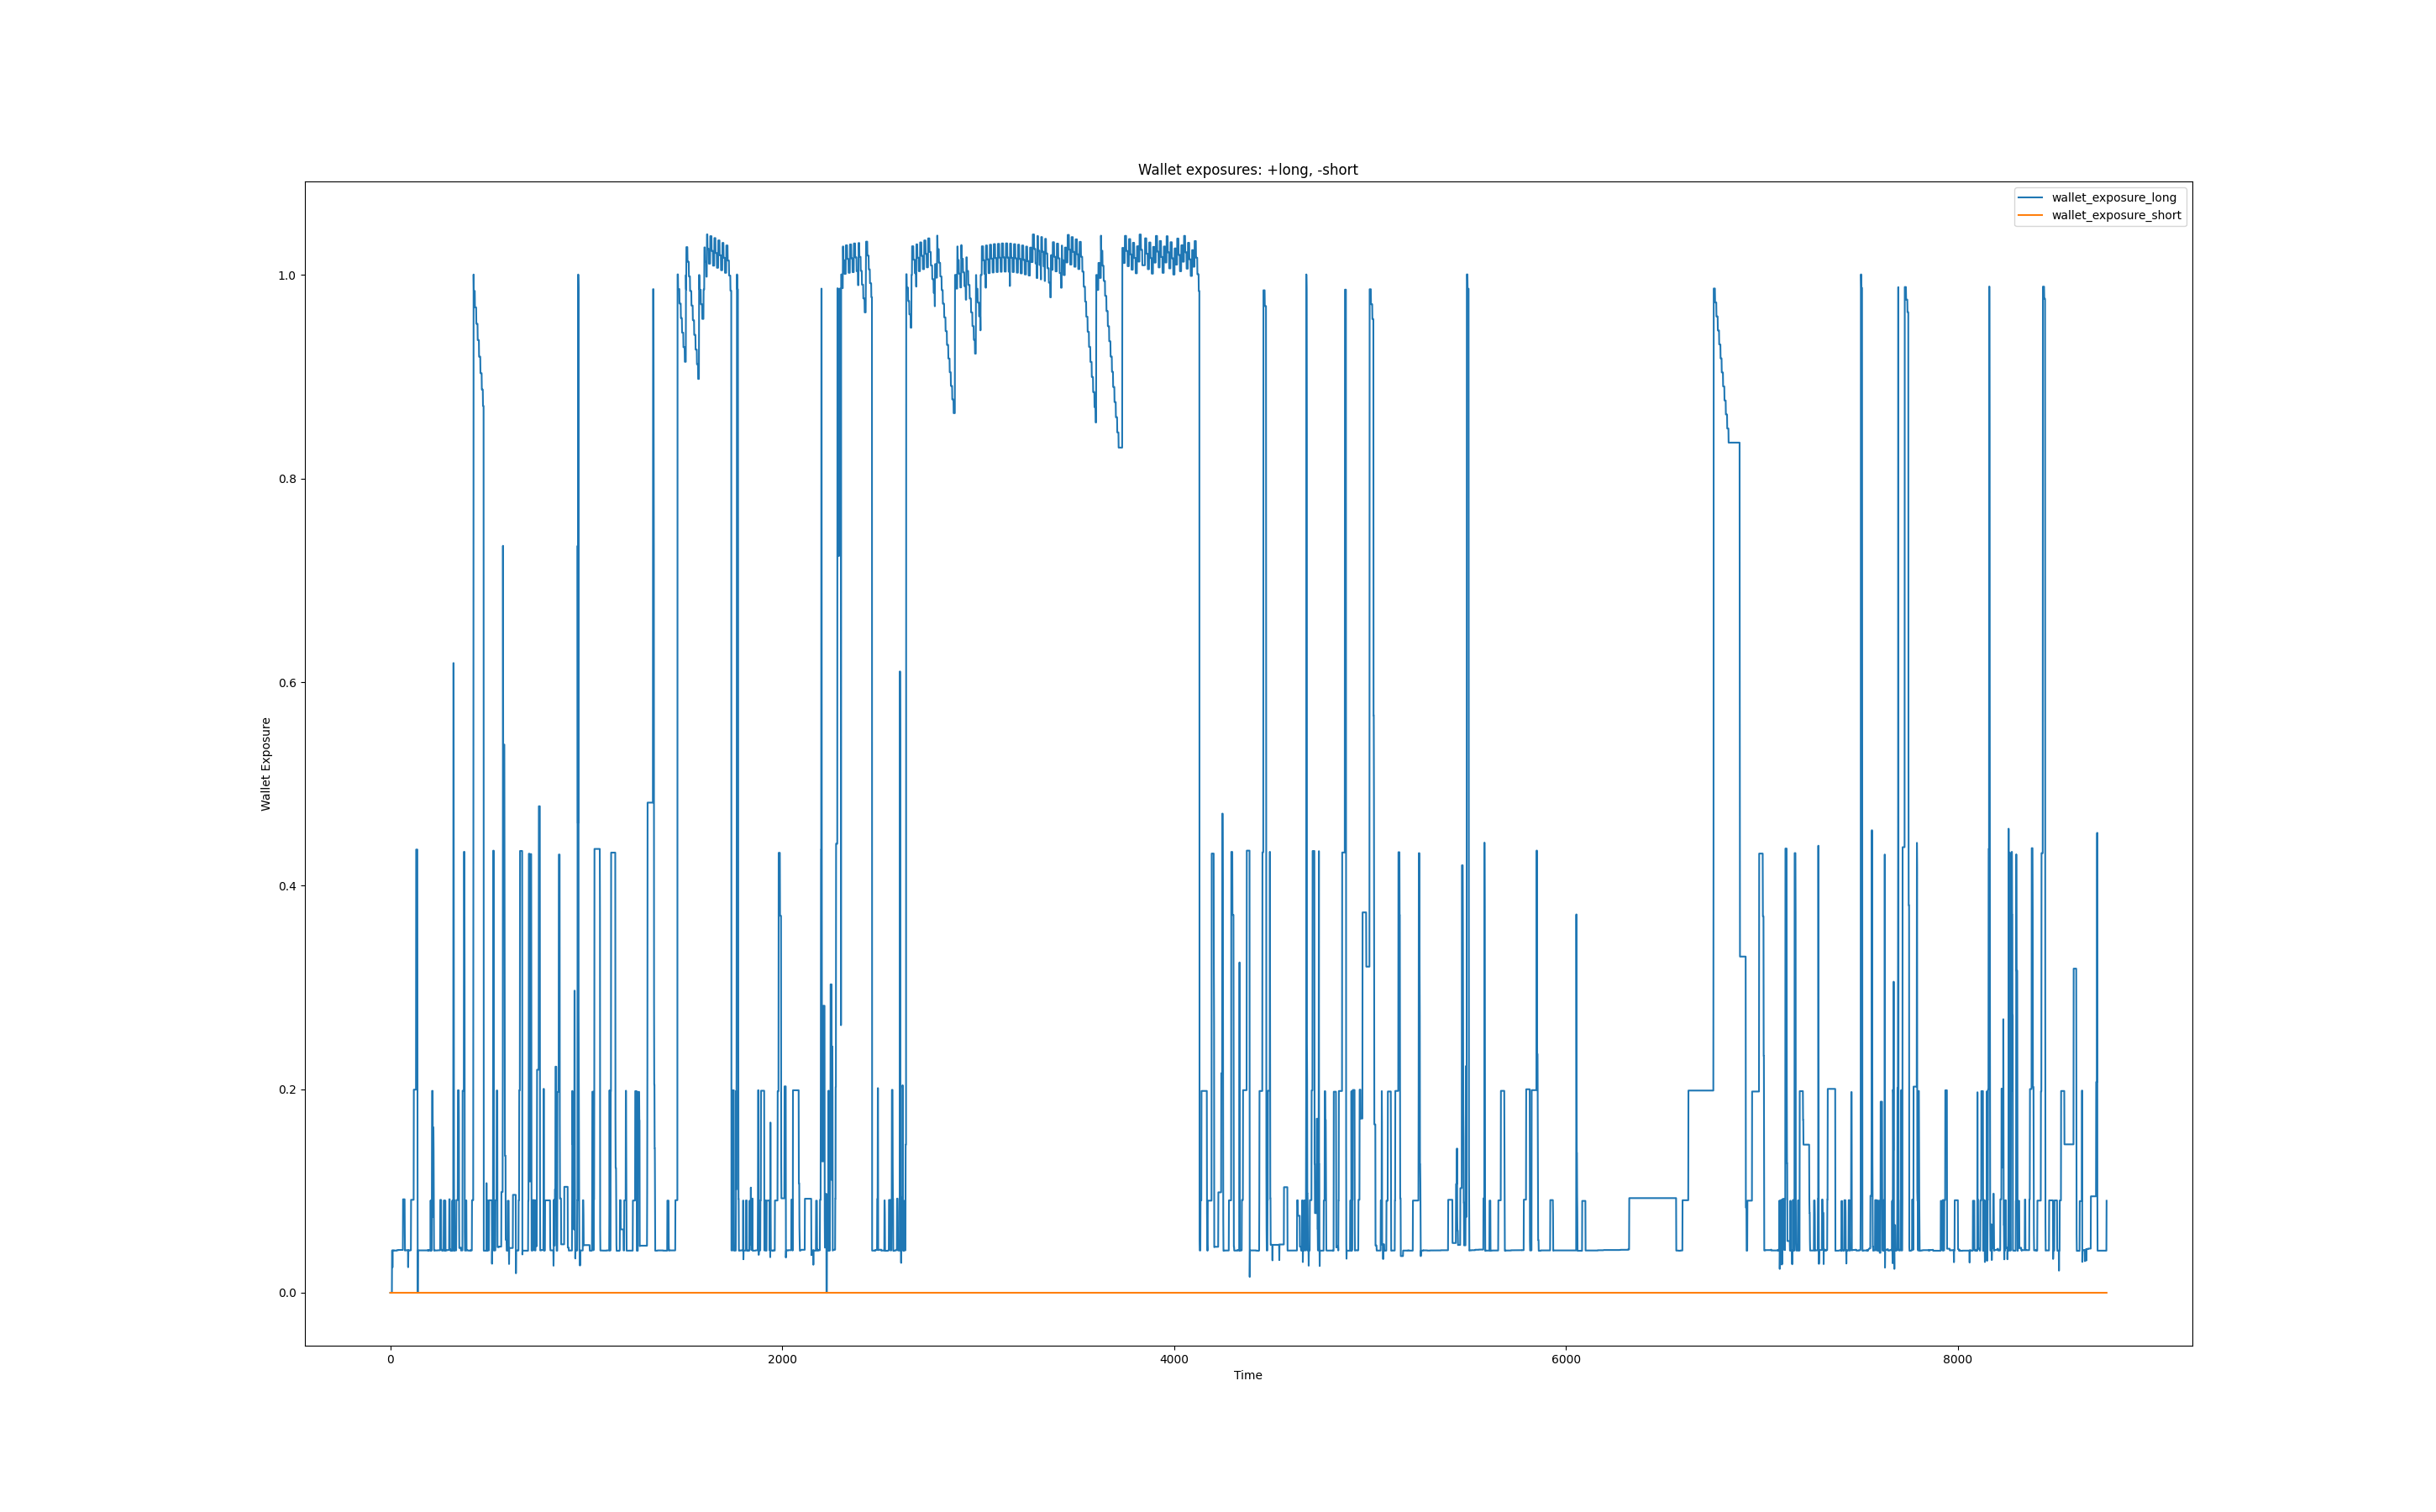 Wallet exposures: +long, -short
wallet_exposure_long
wallet_exposure_short
1.0
0.8
0.6
0.4
0.2
0.0
Wallet Exposure
0 2000 4000 6000 8000
Time